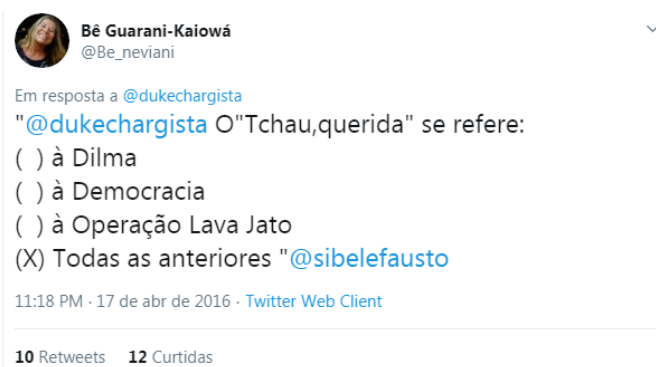 Bê Guarani-Kaiowá
@Be_neviani
Em resposta a @dukechargista
"@dukechargista O"Tchau,querida" se refere:
( ) à Dilma
( ) à Democracia
( ) à Operação Lava Jato
(X) Todas as anteriores "@sibelefausto
11:18 PM · 17 de abr de 2016 · Twitter Web Client
10 Retweets 12 Curtidas